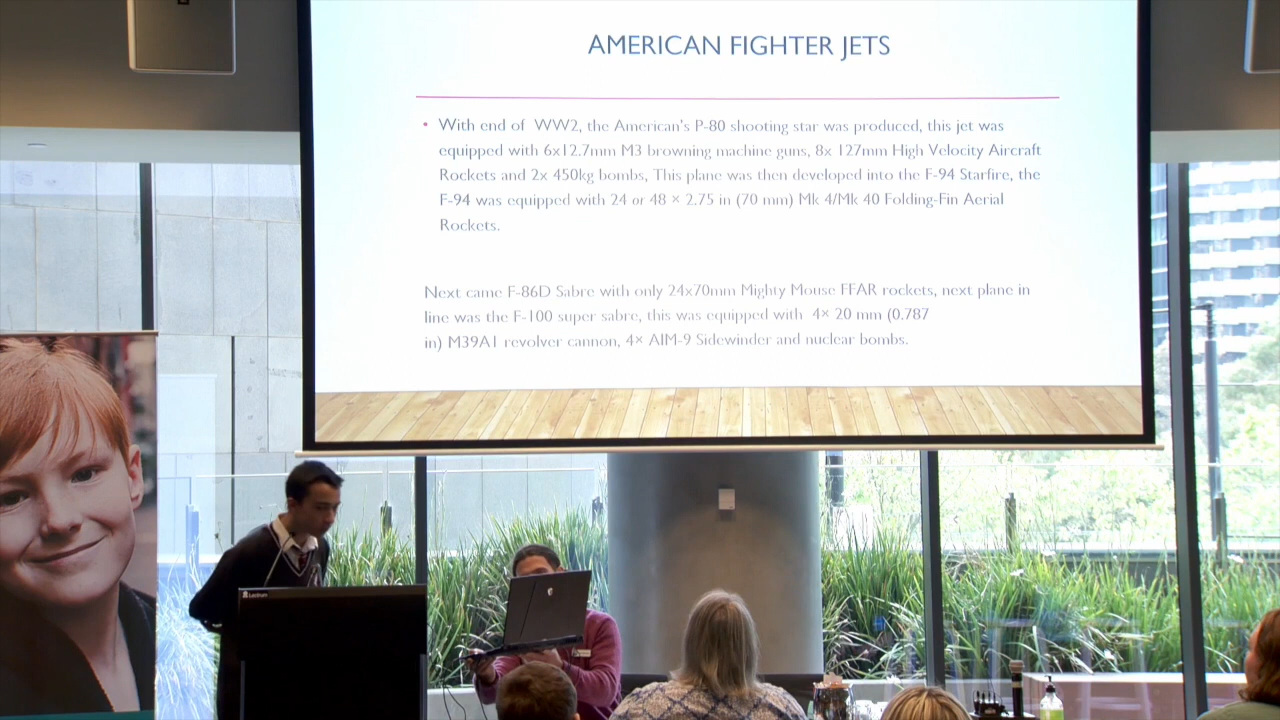 AMERICAN FIGHTER JETS
• With end of WW2, the American's P-80 shooting star was produced, this jet was
equipped with 6x12.7mm M3 browning machine guns, 8x 127mm High Velocity Aircraft
Rockets and 2x 450kg bombs, This plane was then developed into the F-94 Starfire, the
F-94 was equipped with 24 or 48 × 2.75 in (70 mm) Mk 4/Mk 40 Folding-Fin Aerial
Rockets.
Next came F-86D Sabre with only 24x70mm Mighty Mouse FFAR rockets, next plane in
line was the F-100 super sabre, this was equipped with 4× 20 mm (0.787
in) M39A1 revolver cannon, 4× AIM-9 Sidewinder and nuclear bombs.
Lectrum